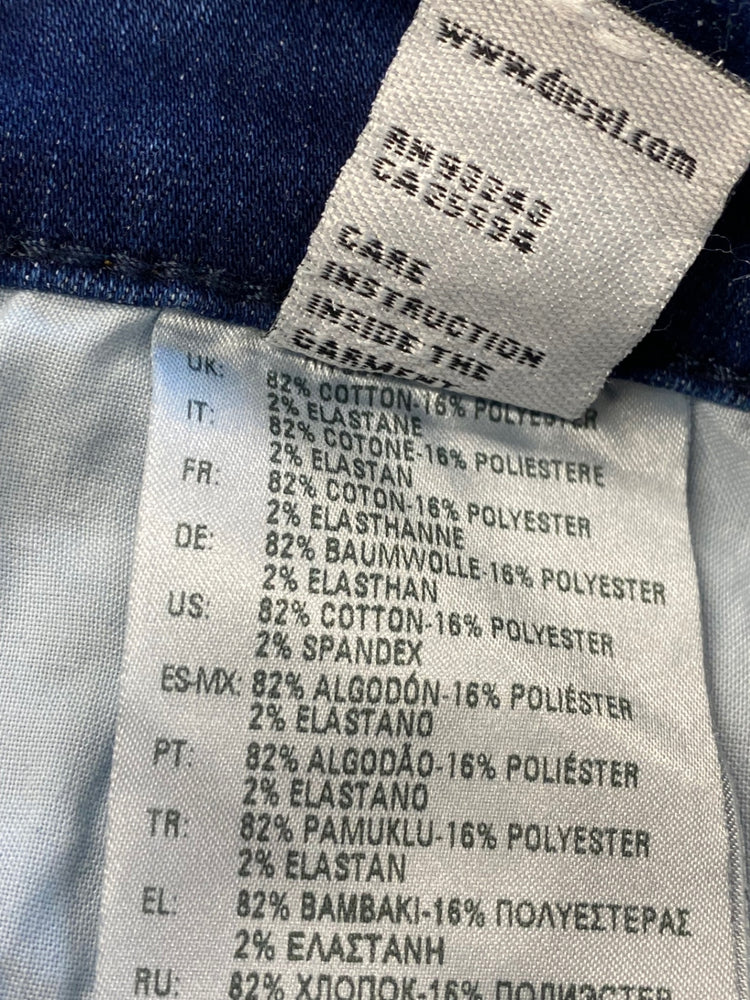 www.diesel.com
RN 93243
CA 25594
CARE
INSTRUCTION
INSIDE THE
GARMENT
UK: 82% COTTON-16% POLYESTER
2% ELASTANE
IT: 82% COTONE-16% POLIESTERE
2% ELASTAN
FR: 82% COTON-16% POLYESTER
2% ELASTHANNE
DE: 82% BAUMWOLLE-16% POLYESTER
2% ELASTHAN
US: 82% COTTON-16% POLYESTER
2% SPANDEX
ES-MX: 82% ALGODÓN-16% POLIÉSTER
2% ELASTANO
PT: 82% ALGODÃO-16% POLIÉSTER
2% ELASTANO
TR: 82% PAMUKLU-16% POLYESTER
2% ELASTAN
EL: 82% ΒΑΜΒΑΚΙ-16% ΠΟΛΥΕΣΤΕΡΑΣ
2% ΕΛΑΣΤΑΝΗ
RU: 82% ХЛОПОК-16% ПОЛИЭСТЕР